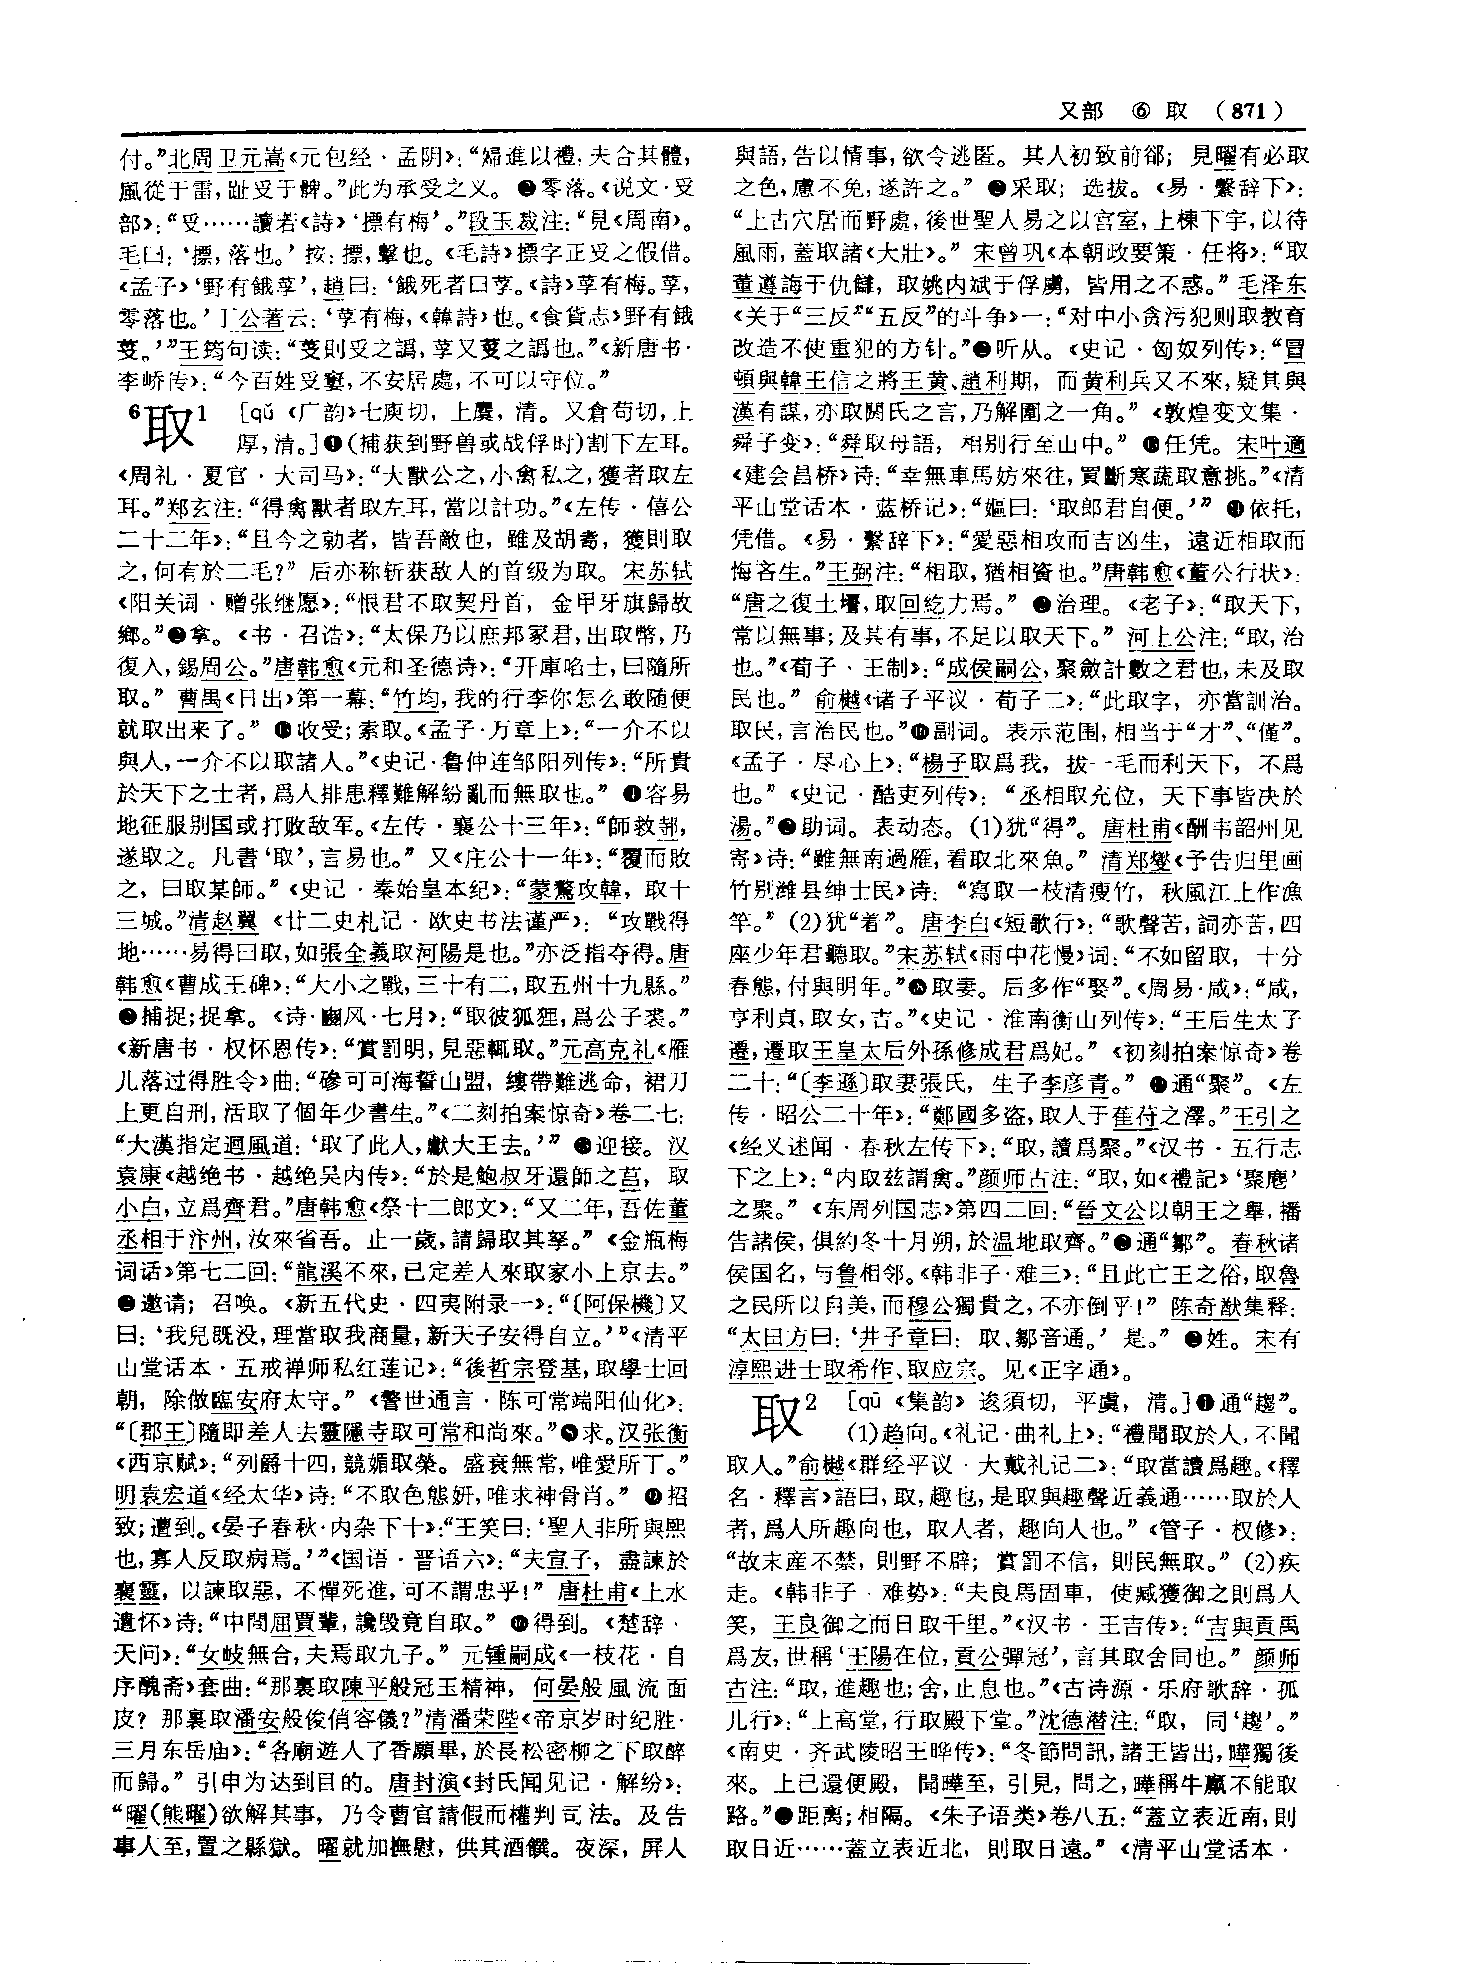 又部 ⑥ 取 （871）
付。”北周卫元嵩《元包经·孟阴》：“婦進以禮，夫合其體，
風從于雷，趾㕛于髀。”此为承受之义。 ❷零落。《说文·𠬪
部》：“𠬪……讀若《詩》‘摽有梅’。”段玉裁注：“見《周南》。
毛曰：‘摽，落也。’按：摽，擊也。《毛詩》摽字正𠬪之假借。
《孟子》‘野有餓莩’，趙曰：‘餓死者曰莩。《詩》莩有梅。莩，
零落也。’丁公著云：‘莩有梅，《韓詩》也。《食貨志》野有餓
𦭼。’”王筠句读：“𦭼則𠬪之譌，莩又𦭼之譌也。”《新唐书·
李峤传》：“今百姓𠬪窶，不安居處，不可以守位。”
6取1 ［qǔ 《广韵》七庾切，上麌，清。又倉苟切，上
厚，清。］❶（捕获到野兽或战俘时）割下左耳。
《周礼·夏官·大司马》：“大獸公之，小禽私之，獲者取左
耳。”郑玄注：“得禽獸者取左耳，當以計功。”《左传·僖公
二十二年》：“且今之勍者，皆吾敵也，雖及胡耇，獲則取
之，何有於二毛？” 后亦称斩获敌人的首级为取。宋苏轼
《阳关词·赠张继愿》：“恨君不取契丹首，金甲牙旗歸故
鄉。”❷拿。《书·召诰》：“太保乃以庶邦冢君，出取幣，乃
復入，錫周公。”唐韩愈《元和圣德诗》：“开庫啗士，曰隨所
取。” 曹禺《日出》第一幕：“竹均，我的行李你怎么敢随便
就取出来了。” ❸收受；索取。《孟子·万章上》：“一介不以
與人，一介不以取諸人。”《史记·鲁仲连邹阳列传》：“所貴
於天下之士者，爲人排患釋難解紛亂而無取也。” ❹容易
地征服别国或打败敌军。《左传·襄公十三年》：“師救邿，
遂取之。凡書‘取’，言易也。” 又《庄公十一年》：“覆而敗
之，曰取某師。”《史记·秦始皇本纪》：“蒙驁攻韓，取十
三城。”清赵翼 《廿二史札记·欧史书法谨严》：“攻戰得
地……易得曰取，如張全義取河陽是也。”亦泛指夺得。唐
韩愈《曹成王碑》：“大小之戰，三十有二，取五州十九縣。”
❺捕捉；捉拿。《诗·豳风·七月》：“取彼狐狸，爲公子裘。”
《新唐书·权怀恩传》：“賞罰明，見惡輒取。”元高克礼《雁
儿落过得胜令》曲：“磣可可海誓山盟，縷帶難逃命，裙刀
上更自刑，活取了個年少書生。”《二刻拍案惊奇》卷二七：
“大漢指定迴風道：‘取了此人，獻大王去。’” ❻迎接。汉
袁康《越绝书·越绝吴内传》：“於是鮑叔牙還師之莒，取
小白，立爲齊君。”唐韩愈《祭十二郎文》：“又二年，吾佐董
丞相于汴州，汝來省吾。止一歲，請歸取其孥。”《金瓶梅
词话》第七二回：“龍溪不來，已定差人來取家小上京去。”
❼邀请；召唤。《新五代史·四夷附录一》：“〔阿保機〕又
曰：‘我兒既没，理當取我商量，新天子安得自立。’”《清平
山堂话本·五戒禅师私红莲记》：“後哲宗登基，取學士回
朝，除做臨安府太守。”《警世通言·陈可常端阳仙化》：
“〔郡王〕隨即差人去靈隱寺取可常和尚來。”❽求。汉张衡
《西京赋》：“列爵十四，競媚取榮。盛衰無常，唯愛所丁。”
明袁宏道《经太华》诗：“不取色態妍，唯求神骨肖。” ❾招
致；遭到。《晏子春秋·内杂下十》：“王笑曰：‘聖人非所與熙
也，寡人反取病焉。’”《国语·晋语六》：“夫宣子，盡諫於
襄靈，以諫取惡，不憚死進，可不謂忠乎！” 唐杜甫《上水
遣怀》诗：“中間屈賈輩，讒毁竟自取。” ❿得到。《楚辞·
天问》：“女岐無合，夫焉取九子。” 元锺嗣成《一枝花·自
序醜斋》套曲：“那裏取陳平般冠玉精神，何晏般風流面
皮？那裏取潘安般俊俏容儀？”清潘荣陛《帝京岁时纪胜·
三月东岳庙》：“各廟遊人了香願畢，於長松密柳之下取醉
而歸。” 引申为达到目的。唐封演《封氏闻见记·解纷》：
“曜（熊曜）欲解其事，乃令曹官請假而權判司法。及告
事人至，置之縣獄。曜就加撫慰，供其酒饌。夜深，屏人
與語，告以情事，欲令逃匿。其人初致前郤；見曜有必取
之色，慮不免，遂許之。” ⓫采取；选拔。《易·繫辞下》：
“上古穴居而野處，後世聖人易之以宮室，上棟下宇，以待
風雨，蓋取諸《大壯》。” 宋曾巩《本朝政要策·任将》：“取
董遵誨于仇讎，取姚内斌于俘虜，皆用之不惑。” 毛泽东
《关于“三反”“五反”的斗争》一：“对中小贪污犯则取教育
改造不使重犯的方针。”⓬听从。《史记·匈奴列传》：“冒
頓與韓王信之將王黄、趙利期，而黄利兵又不來，疑其與
漢有謀，亦取閼氏之言，乃解圍之一角。”《敦煌变文集·
舜子变》：“舜取母語，相别行至山中。” ⓭任凭。宋叶適
《建会昌桥》诗：“幸無車馬妨來往，買斷寒蔬取意挑。”《清
平山堂话本·蓝桥记》：“嫗曰：‘取郎君自便。’” ⓮依托，
凭借。《易·繫辞下》：“愛惡相攻而吉凶生，遠近相取而
悔吝生。”王弼注：“相取，猶相資也。”唐韩愈《董公行状》：
“唐之復土壃，取回紇力焉。” ⓯治理。《老子》：“取天下，
常以無事；及其有事，不足以取天下。” 河上公注：“取，治
也。”《荀子·王制》：“成侯嗣公，聚斂計數之君也，未及取
民也。” 俞樾《诸子平议·荀子二》：“此取字，亦當訓治。
取民，言治民也。”⓰副词。表示范围，相当于“才”、“僅”。
《孟子·尽心上》：“楊子取爲我，拔一毛而利天下，不爲
也。”《史记·酷吏列传》：“丞相取充位，天下事皆决於
湯。”⓱助词。表动态。（1）犹“得”。唐杜甫《酬韦韶州见
寄》诗：“雖無南過雁，看取北來魚。” 清郑燮《予告归里画
竹别潍县绅士民》诗：“寫取一枝清瘦竹，秋風江上作漁
竿。”（2）犹“着”。唐李白《短歌行》：“歌聲苦，詞亦苦，四
座少年君聽取。”宋苏轼《雨中花慢》词：“不如留取，十分
春態，付與明年。”⓲取妻。后多作“娶”。《周易·咸》：“咸，
亨利貞，取女，吉。”《史记·淮南衡山列传》：“王后生太子
遷，遷取王皇太后外孫修成君爲妃。”《初刻拍案惊奇》卷
二十：“〔李遜〕取妻張氏，生子李彦青。” ⓳通“聚”。《左
传·昭公二十年》：“鄭國多盗，取人于萑苻之澤。”王引之
《经义述闻·春秋左传下》：“取，讀爲聚。”《汉书·五行志
下之上》：“内取玆謂禽。”颜师古注：“取，如《禮記》‘聚麀’
之聚。”《东周列国志》第四二回：“晉文公以朝王之舉，播
告諸侯，俱約冬十月朔，於温地取齊。”⓴通“鄹”。春秋诸
侯国名，与鲁相邻。《韩非子·难三》：“且此亡王之俗，取魯
之民所以自美，而穆公獨貴之，不亦倒乎！” 陈奇猷集释：
“太田方曰：‘井子章曰：取、鄹音通。’是。” ㉑姓。宋有
淳熙进士取希作、取应宗。见《正字通》。
取2 ［qū 《集韵》逡須切，平虞，清。］❶通“趨”。
（1）趋向。《礼记·曲礼上》：“禮聞取於人，不聞
取人。”俞樾《群经平议·大戴礼记二》：“取當讀爲趣。《釋
名·釋言》語曰，取，趣也，是取與趣聲近義通……取於人
者，爲人所趣向也，取人者，趣向人也。”《管子·权修》：
“故末産不禁，則野不辟；賞罰不信，則民無取。”（2）疾
走。《韩非子·难势》：“夫良馬固車，使臧獲御之則爲人
笑，王良御之而日取千里。”《汉书·王吉传》：“吉與貢禹
爲友，世稱‘王陽在位，貢公彈冠’，言其取舍同也。” 颜师
古注：“取，進趣也；舍，止息也。”《古诗源·乐府歌辞·孤
儿行》：“上高堂，行取殿下堂。”沈德潜注：“取，同‘趨’。”
《南史·齐武陵昭王晔传》：“冬節問訊，諸王皆出，曄獨後
來。上已還便殿，聞曄至，引見，問之，曄稱牛羸不能取
路。”❷距离；相隔。《朱子语类》卷八五：“蓋立表近南，則
取日近……蓋立表近北，則取日遠。”《清平山堂话本·